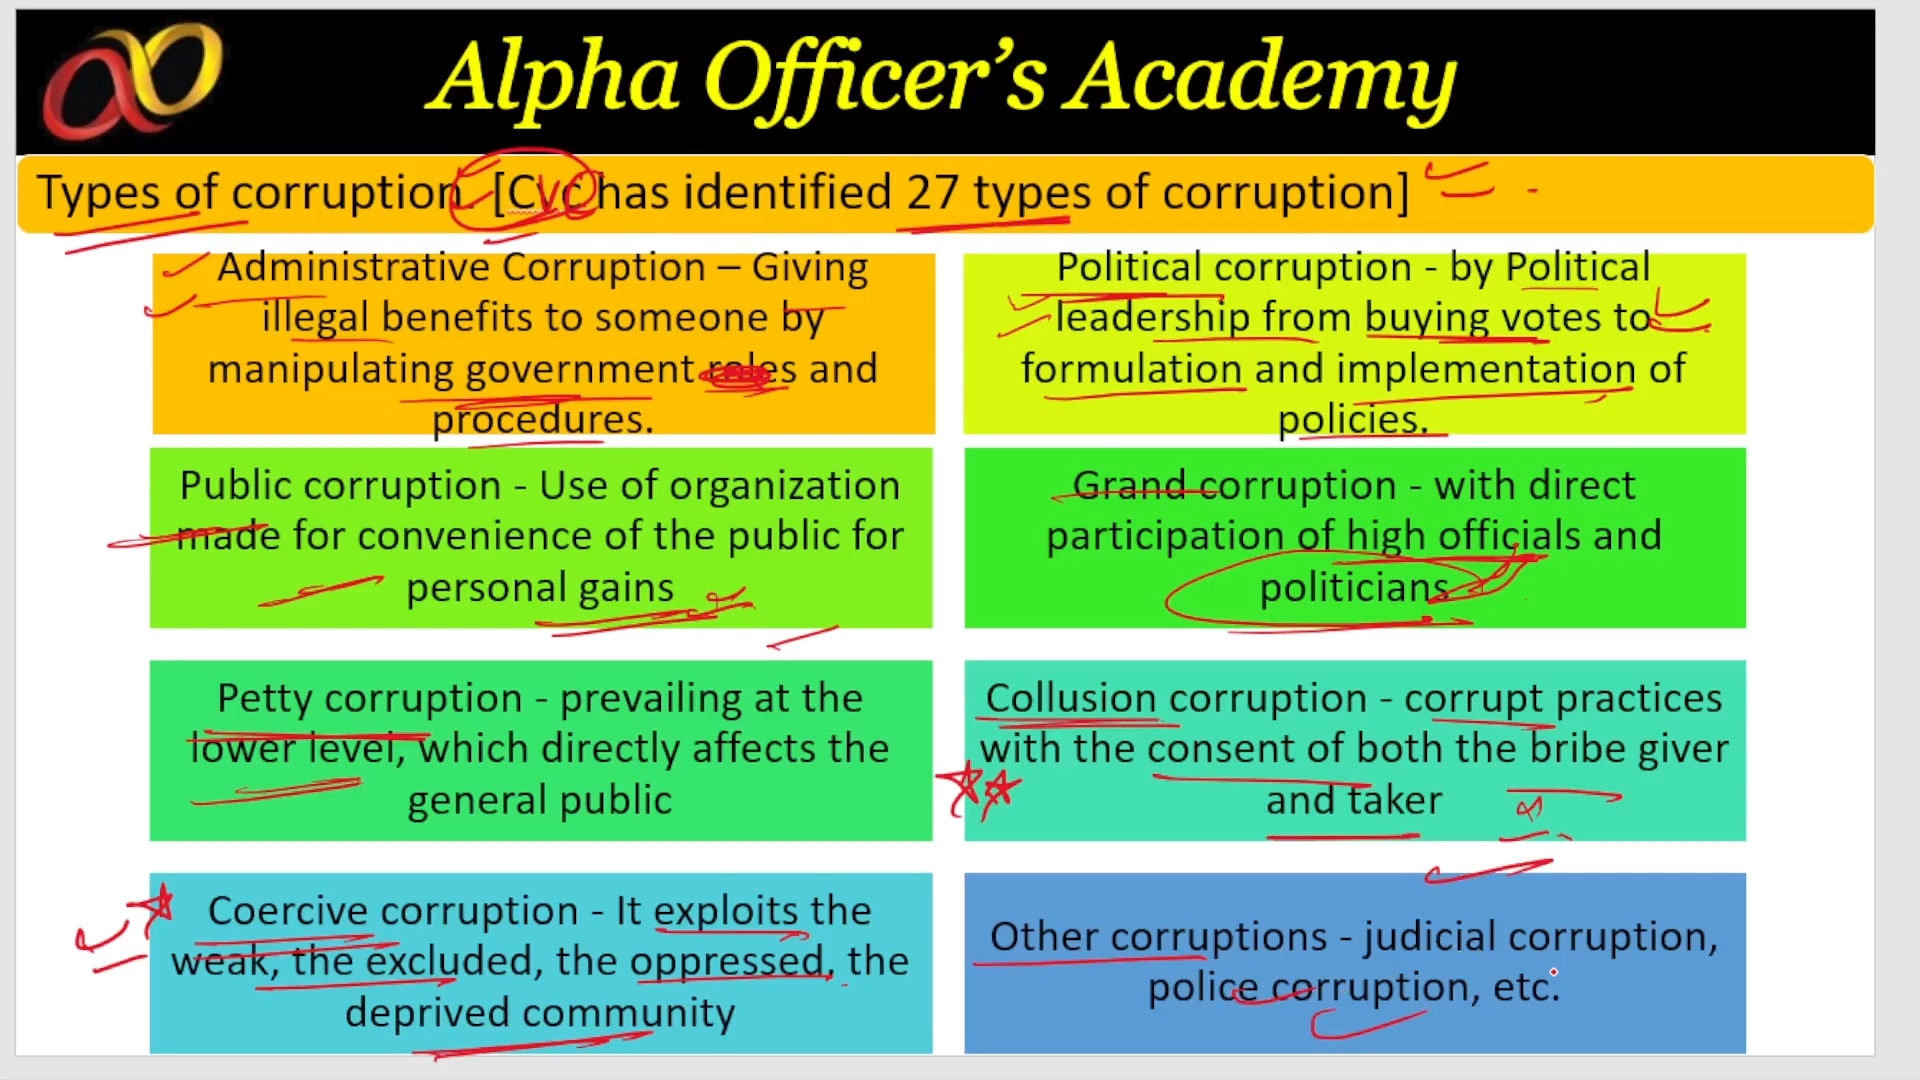 Alpha Officer's Academy
Types of corruption. [Cvc has identified 27 types of corruption]
Administrative Corruption – Giving
illegal benefits to someone by
manipulating government roles and
procedures.
Political corruption - by Political
leadership from buying votes to
formulation and implementation of
policies.
Public corruption - Use of organization
made for convenience of the public for
personal gains
Grand corruption - with direct
participation of high officials and
politicians
Petty corruption - prevailing at the
lower level, which directly affects the
general public
Collusion corruption - corrupt practices
with the consent of both the bribe giver
and taker
Coercive corruption - It exploits the
weak, the excluded, the oppressed, the
deprived community
Other corruptions - judicial corruption,
police corruption, etc.